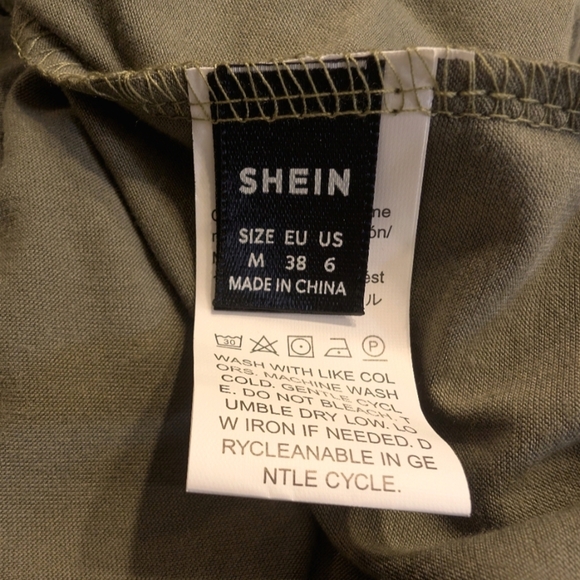 SHEIN
SIZE EU US
M 38 6
MADE IN CHINA
30 P
WASH WITH LIKE COL
ORS. MACHINE WASH
COLD. GENTLE CYCL
E. DO NOT BLEACH. T
UMBLE DRY LOW. LO
W IRON IF NEEDED. D
RYCLEANABLE IN GE
NTLE CYCLE.